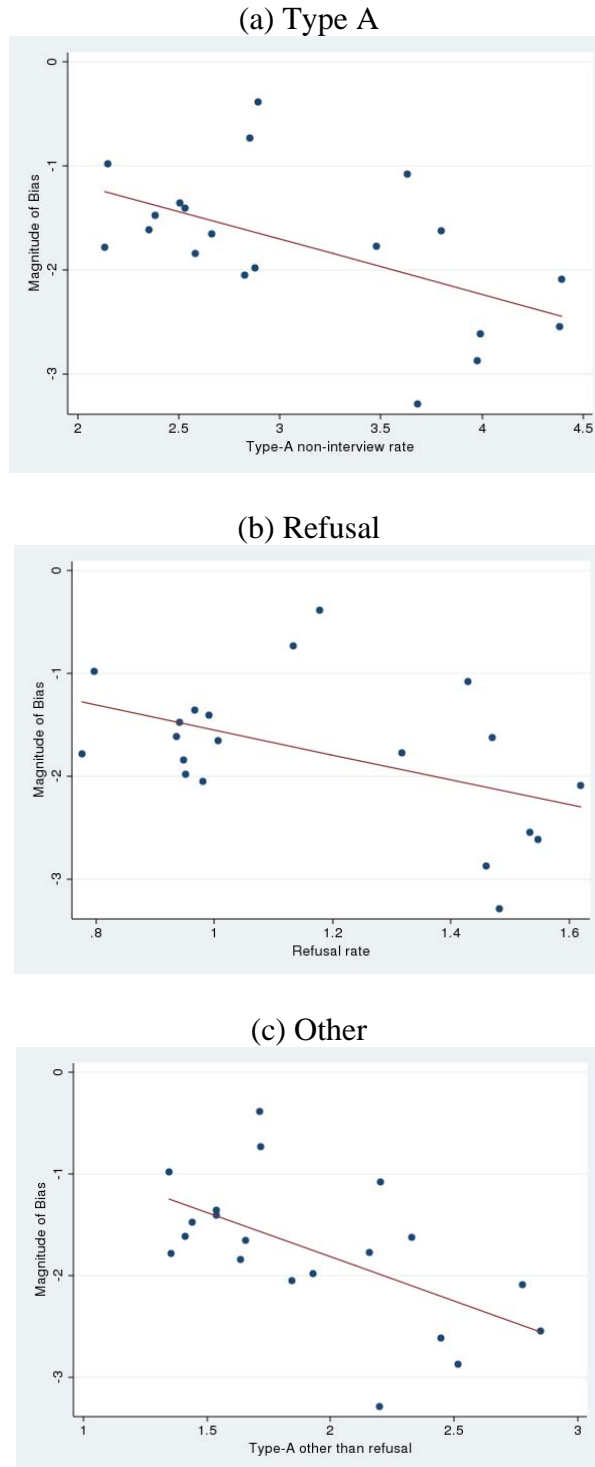 (a) Type A
0
-1
-2
-3
Magnitude of Bias
2 2.5 3 3.5 4 4.5
Type-A non-interview rate
(b) Refusal
0
-1
-2
-3
Magnitude of Bias
.8 1 1.2 1.4 1.6
Refusal rate
(c) Other
0
-1
-2
-3
Magnitude of Bias
1 1.5 2 2.5 3
Type-A other than refusal